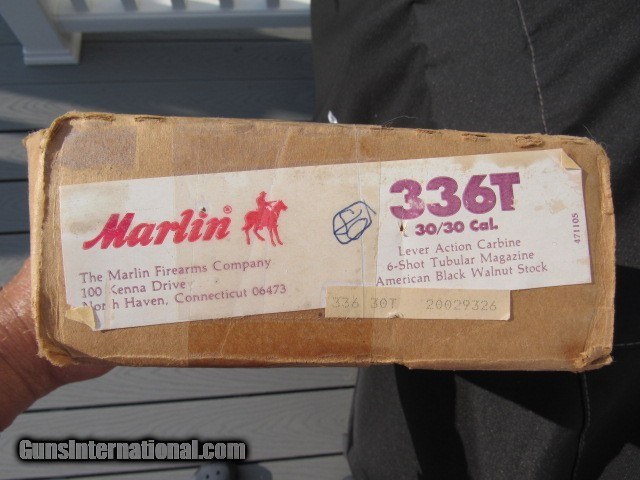 Marlin®
The Marlin Firearms Company
100 Kenna Drive
North Haven, Connecticut 06473
336T
30/30 Cal.
Lever Action Carbine
6-Shot Tubular Magazine
American Black Walnut Stock
471105
336 30T 20029326
GunsInternational.com